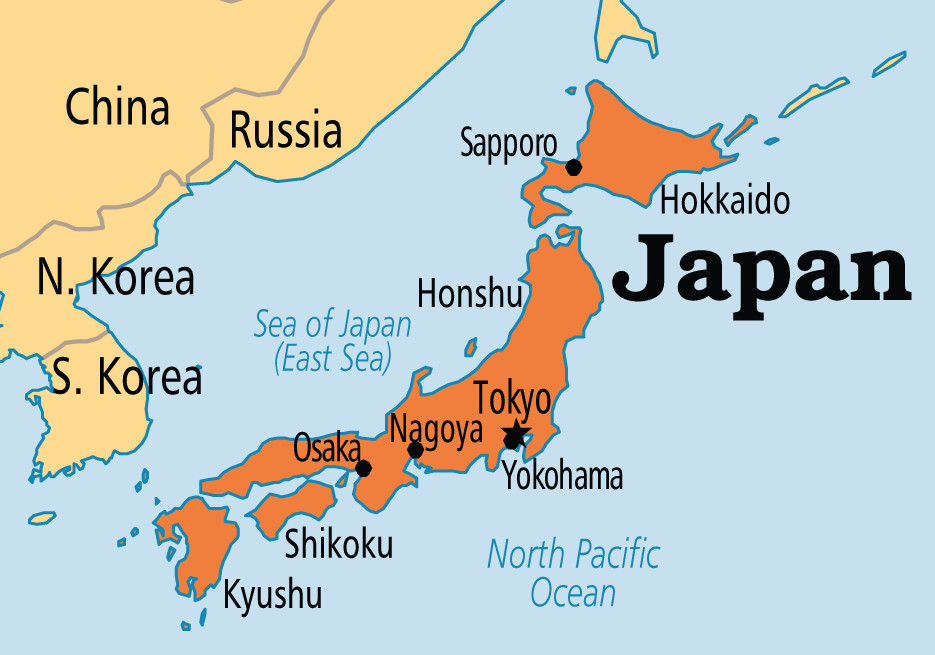 China
Russia
Sapporo
Hokkaido
Japan
N. Korea
Honshu
Sea of Japan
(East Sea)
S. Korea
Tokyo
Nagoya
Osaka
Yokohama
Shikoku
North Pacific
Ocean
Kyushu